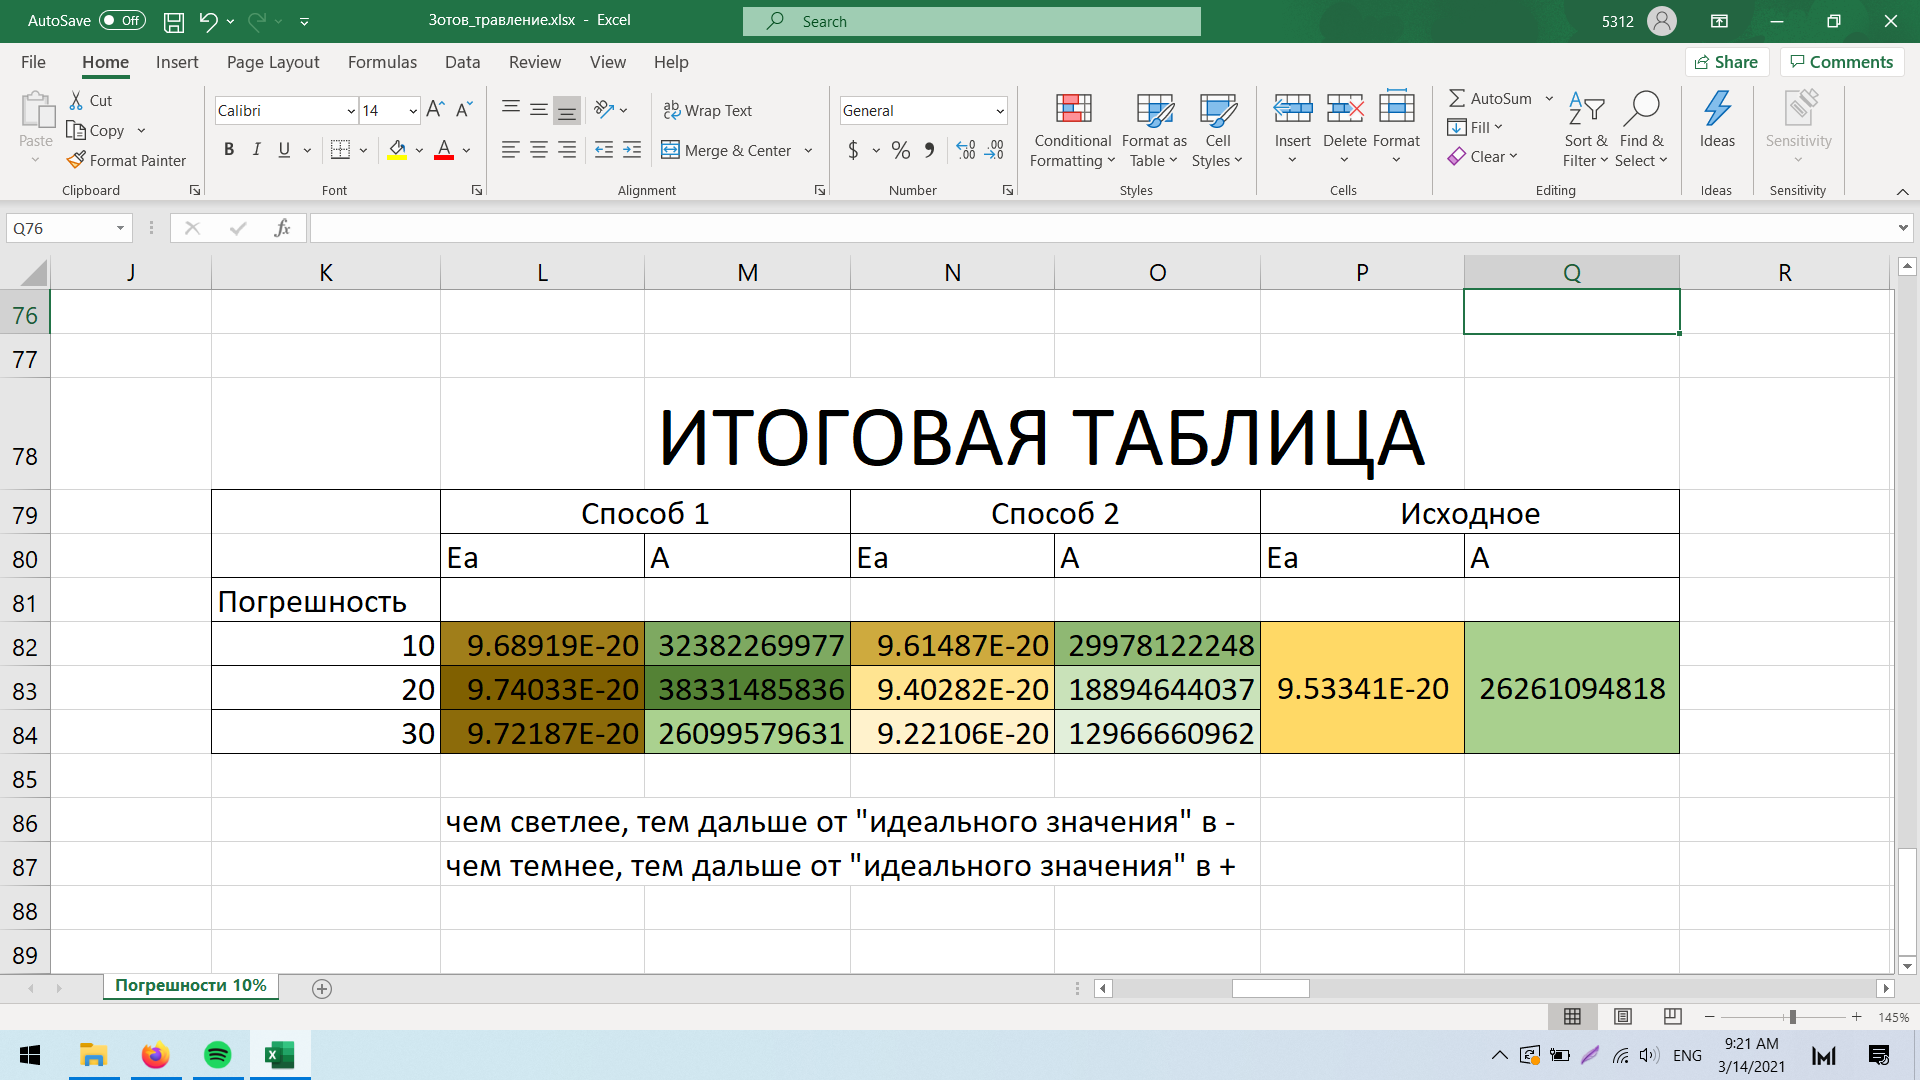 AutoSave Off Зотов_травление.xlsx - Excel Search 5312
File Home Insert Page Layout Formulas Data Review View Help Share Comments
Paste Cut Copy Format Painter Clipboard
Calibri 14 A A B I U A Font
ab Wrap Text Merge & Center Alignment
General $ % 9 .00 Number
Conditional Formatting Format as Table Cell Styles Styles
Insert Delete Format Cells
AutoSum Fill Clear Sort & Filter Find & Select Editing
Ideas Ideas
Sensitivity Sensitivity
Q76 fx
J K L M N O P Q R
76
77
78 ИТОГОВАЯ ТАБЛИЦА
79 Способ 1 Способ 2 Исходное
80 Ea A Ea A Ea A
81 Погрешность
82 10 9.68919E-20 32382269977 9.61487E-20 29978122248
83 20 9.74033E-20 38331485836 9.40282E-20 18894644037 9.53341E-20 26261094818
84 30 9.72187E-20 26099579631 9.22106E-20 12966660962
85
86 чем светлее, тем дальше от "идеального значения" в -
87 чем темнее, тем дальше от "идеального значения" в +
88
89
Погрешности 10%
145%
ENG 9:21 AM
3/14/2021